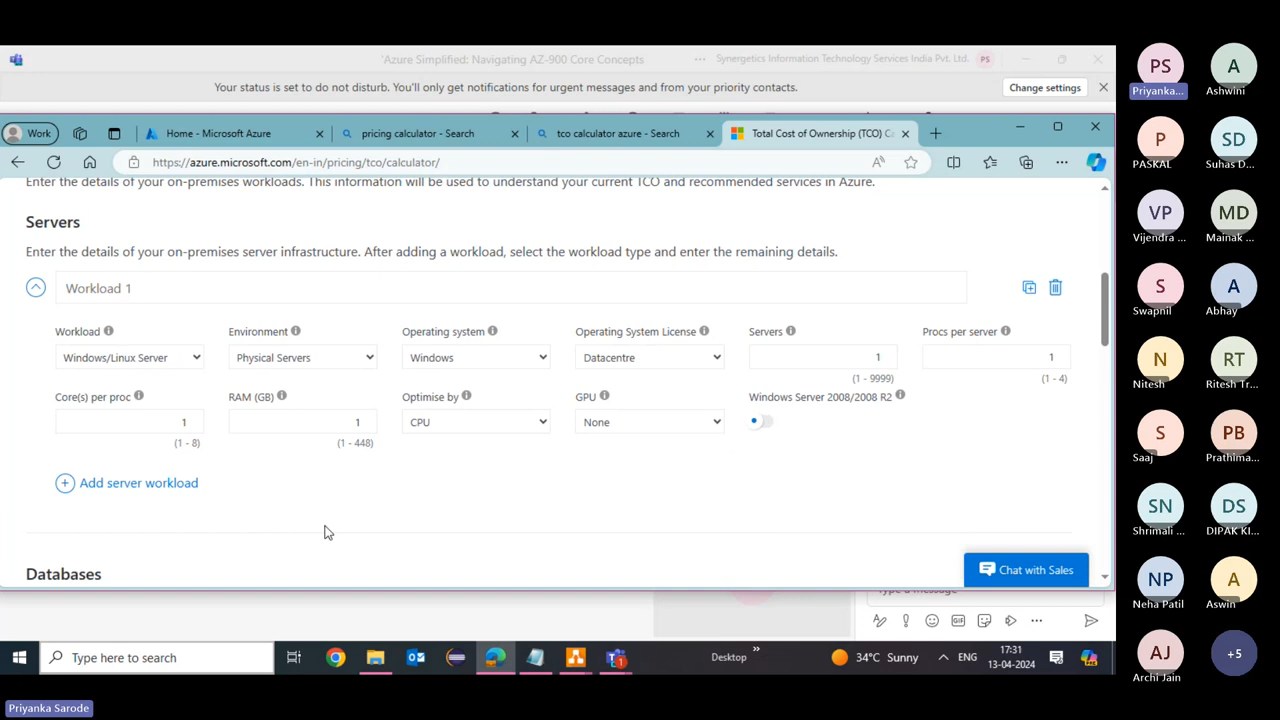 'Azure Simplified: Navigating AZ-900 Core Concepts
Synergetics Information Technology Services India Pvt. Ltd.
PS
Your status is set to do not disturb. You'll only get notifications for urgent messages and from your priority contacts.
Change settings
Work
Home - Microsoft Azure
pricing calculator - Search
tco calculator azure - Search
Total Cost of Ownership (TCO) Ca
https://azure.microsoft.com/en-in/pricing/tco/calculator/
Enter the details of your on-premises workloads. This information will be used to understand your current TCO and recommended services in Azure.
Servers
Enter the details of your on-premises server infrastructure. After adding a workload, select the workload type and enter the remaining details.
Workload 1
Workload Environment Operating system Operating System License Servers Procs per server
Windows/Linux Server Physical Servers Windows Datacentre 1 1
(1 - 9999) (1 - 4)
Core(s) per proc RAM (GB) Optimise by GPU Windows Server 2008/2008 R2
1 1 CPU None
(1 - 8) (1 - 448)
Add server workload
Databases
Chat with Sales
Type a message
Type here to search
Desktop
34°C Sunny
ENG
17:31
13-04-2024
1
Priyanka Sarode
PS A
Priyanka... Ashwini
P SD
PASKAL Suhas D...
VP MD
Vijendra ... Mainak ...
S A
Swapnil Abhay
N RT
Nitesh Ritesh Tr...
S PB
Saaj Prathima...
SN DS
Shrimali ... DIPAK KI...
NP A
Neha Patil Aswin
AJ +5
Archi Jain